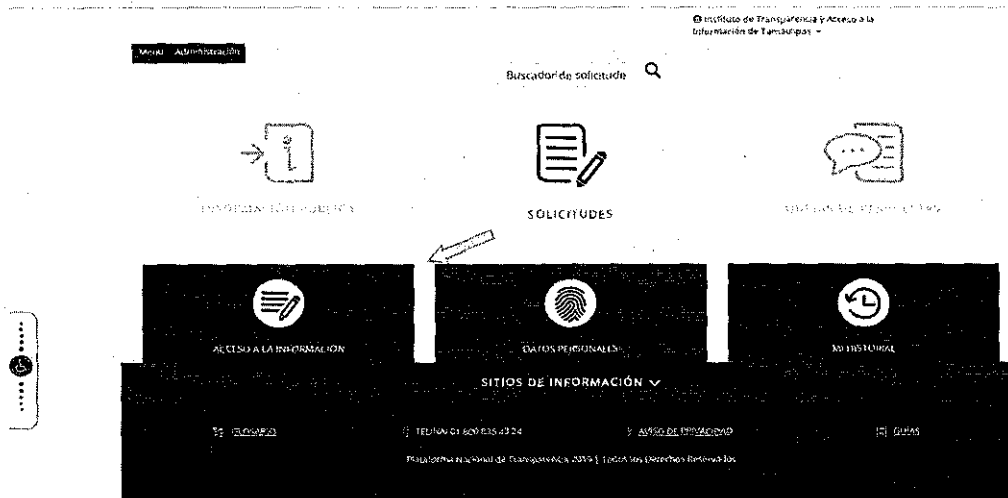 Instituto de Transparencia y Acceso a la
Información de Tamaulipas
Menú Administración
Buscador de solicitude
INFORMACIÓN PÚBLICA
SOLICITUDES
ACCESO A LA INFORMACIÓN
DATOS PERSONALES
MI HISTORIAL
SITIOS DE INFORMACIÓN
GLOSARIO
TELINAI 01 800 835 43 24
AVISO DE PRIVACIDAD
GUÍAS
Plataforma Nacional de Transparencia 2019 | Todos los Derechos Reservados